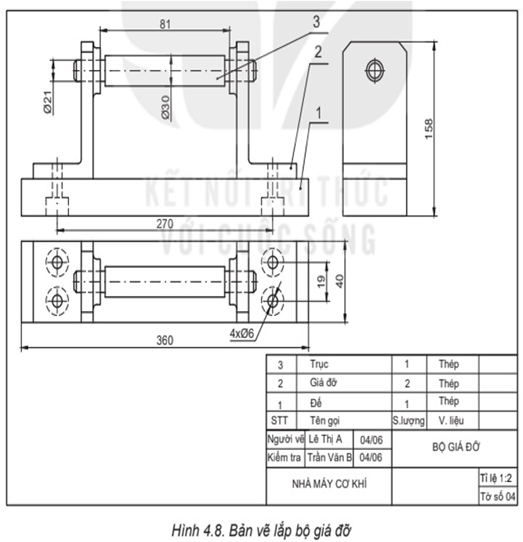 81
3
2
1
Ø21
Ø30
158
KẾT NỐI TRI THỨC
VỚI CUỘC SỐNG
270
19
40
4xØ6
360
3 Trục 1 Thép
2 Giá đỡ 2 Thép
1 Đế 1 Thép
STT Tên gọi S.lượng V. liệu
Người vẽ Lê Thị A 04/06 BỘ GIÁ ĐỠ
Kiểm tra Trần Văn B 04/06
NHÀ MÁY CƠ KHÍ Tỉ lệ 1:2
Tờ số 04
Hình 4.8. Bản vẽ lắp bộ giá đỡ